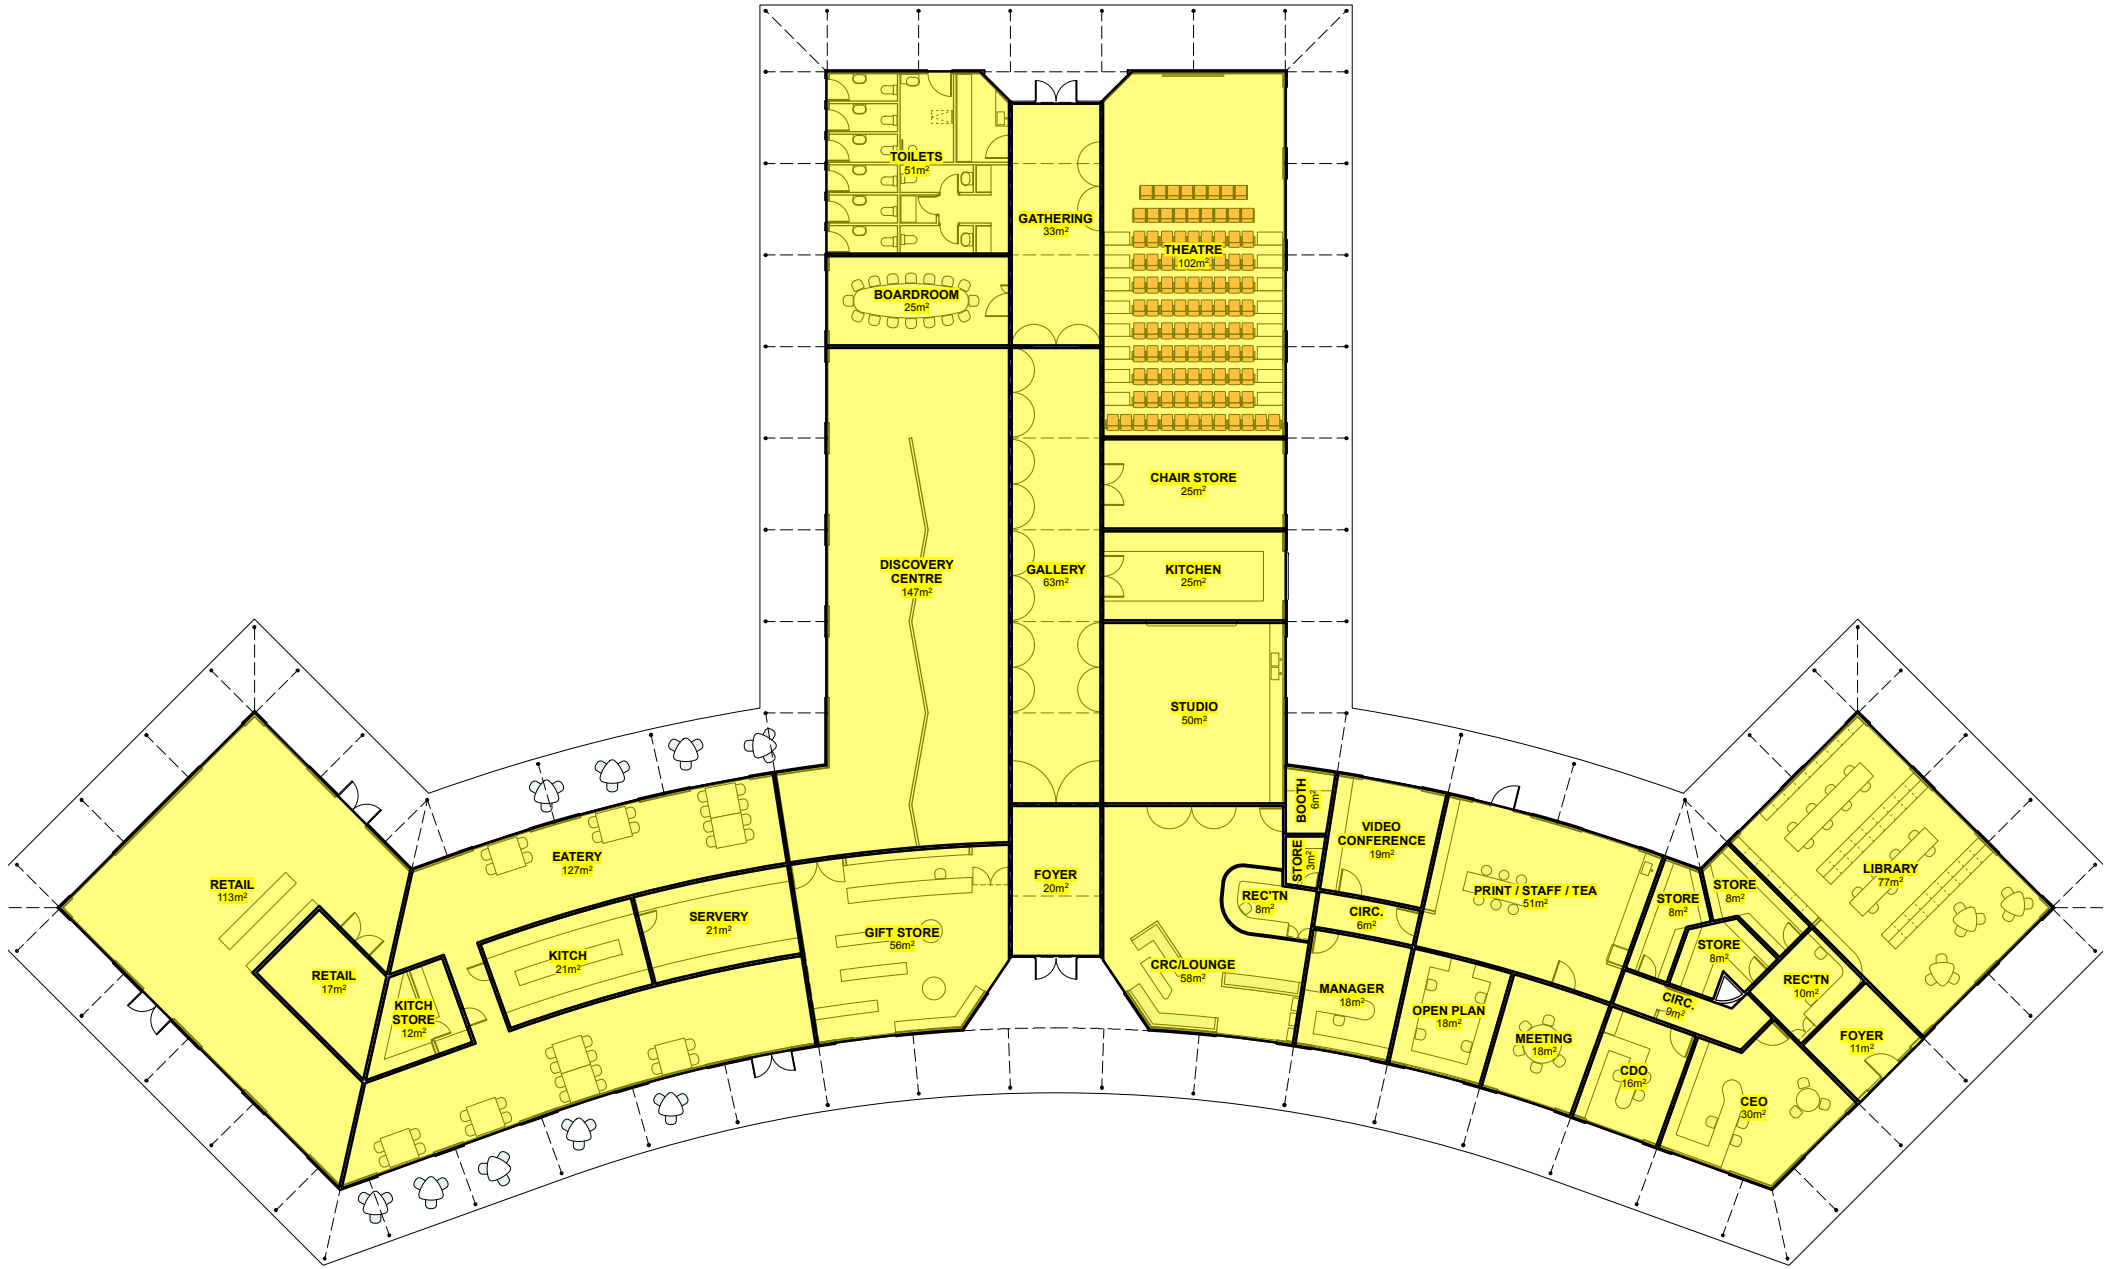 TOILETS
51m²
GATHERING
33m²
THEATRE
102m²
BOARDROOM
25m²
CHAIR STORE
25m²
DISCOVERY
CENTRE
147m²
GALLERY
63m²
KITCHEN
25m²
STUDIO
50m²
BOOTH
6m²
VIDEO
CONFERENCE
19m²
EATERY
127m²
STORE
3m²
RETAIL
113m²
FOYER
20m²
PRINT / STAFF / TEA
51m²
LIBRARY
77m²
STORE
8m²
STORE
8m²
REC'TN
8m²
CIRC.
6m²
SERVERY
21m²
GIFT STORE
56m²
KITCH
21m²
STORE
8m²
RETAIL
17m²
CRC/LOUNGE
58m²
REC'TN
10m²
MANAGER
18m²
CIRC.
9m²
KITCH
STORE
12m²
OPEN PLAN
18m²
MEETING
18m²
FOYER
11m²
CDO
16m²
CEO
30m²